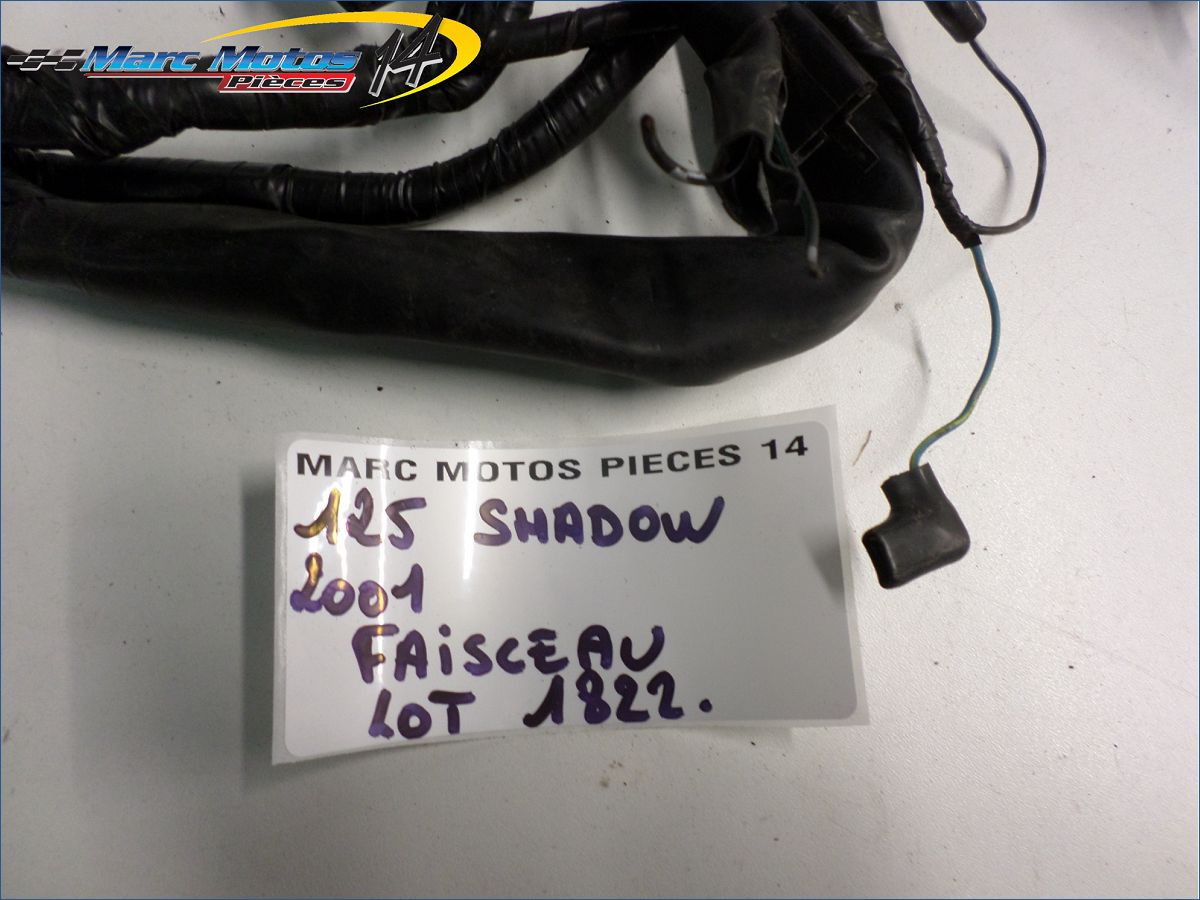 Marc Motos 14
Pièces
MARC MOTOS PIECES 14
125 SHADOW
2001
FAiSCEAU
LOT 1822.